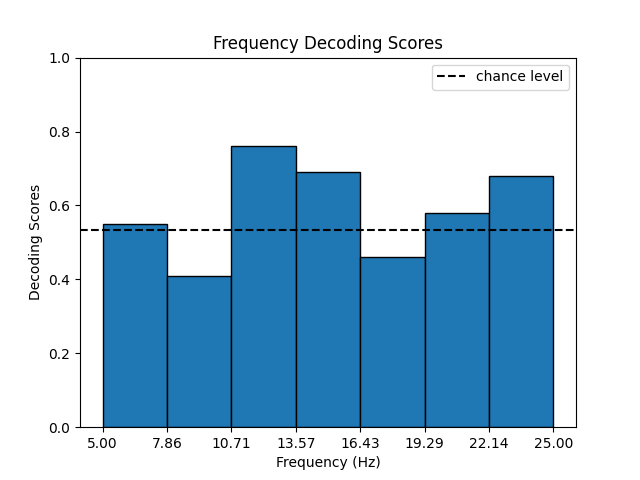 Frequency Decoding Scores
chance level
1.0
0.8
0.6
0.4
0.2
0.0
Decoding Scores
5.00 7.86 10.71 13.57 16.43 19.29 22.14 25.00
Frequency (Hz)